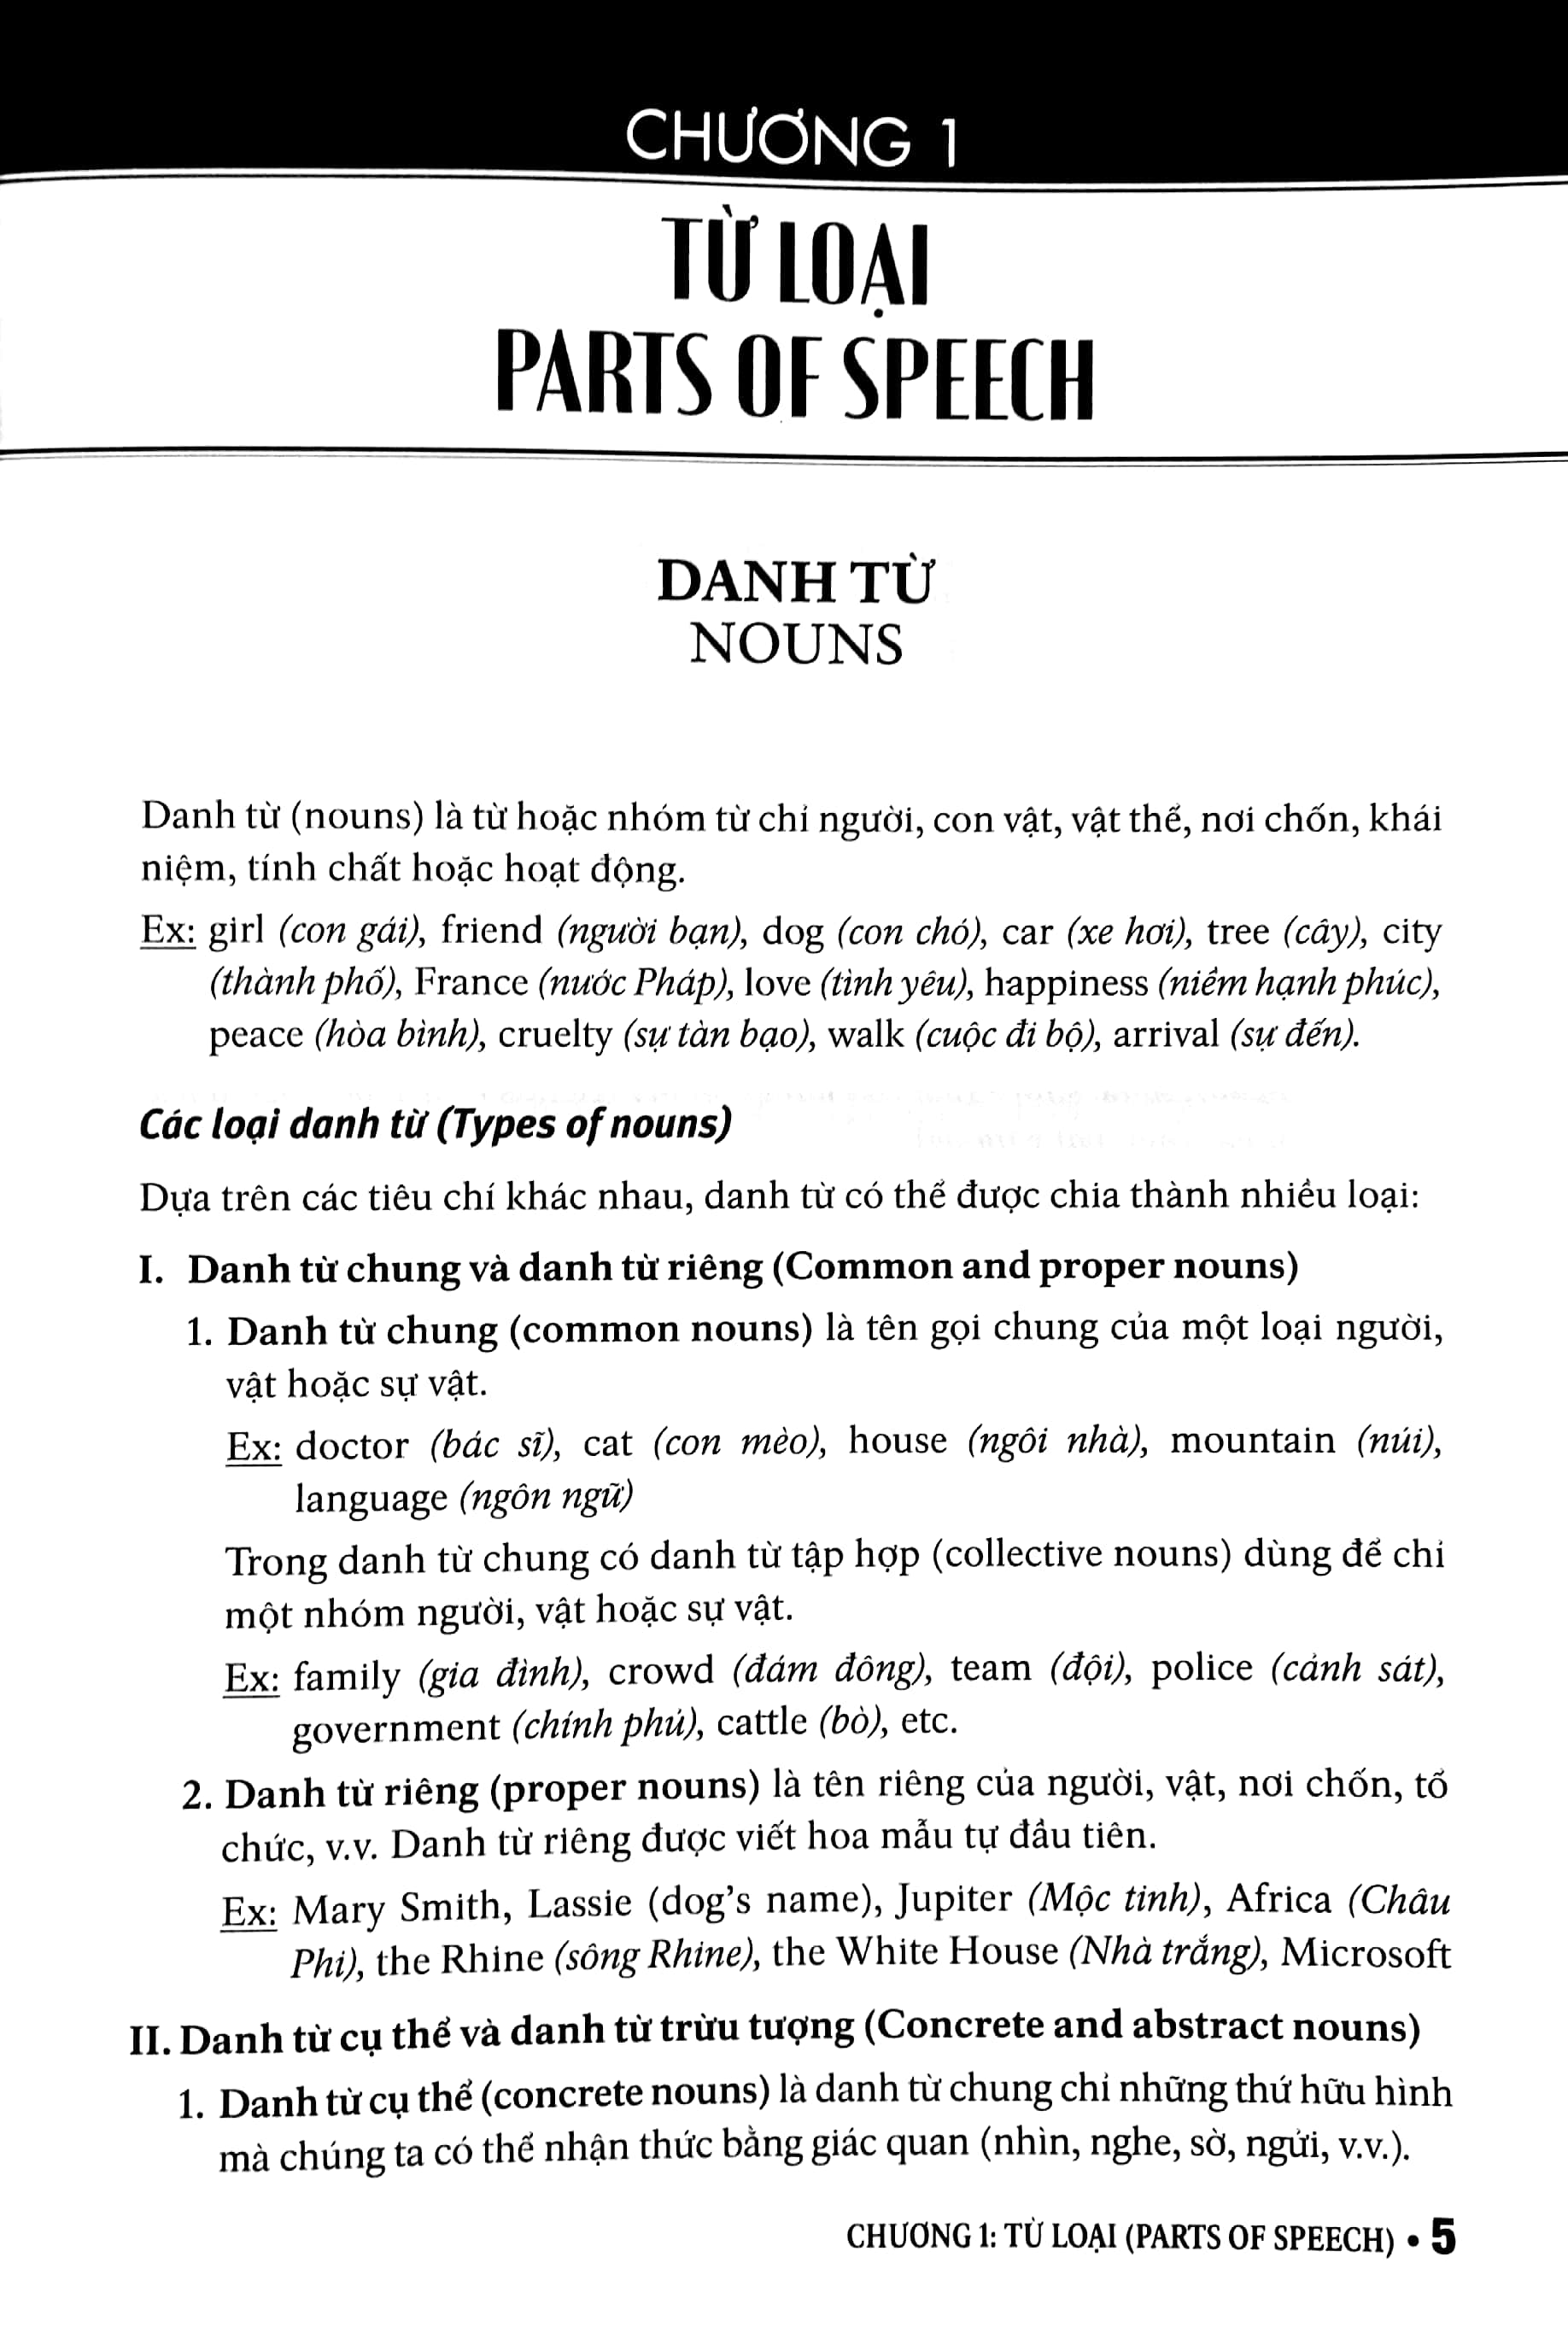 CHƯƠNG 1
TỪ LOẠI
PARTS OF SPEECH
DANH TỪ
NOUNS
Danh từ (nouns) là từ hoặc nhóm từ chỉ người, con vật, vật thể, nơi chốn, khái
niệm, tính chất hoặc hoạt động.
Ex: girl (con gái), friend (người bạn), dog (con chó), car (xe hơi), tree (cây), city
(thành phố), France (nước Pháp), love (tình yêu), happiness (niềm hạnh phúc),
peace (hòa bình), cruelty (sự tàn bạo), walk (cuộc đi bộ), arrival (sự đến).
Các loại danh từ (Types of nouns)
Dựa trên các tiêu chí khác nhau, danh từ có thể được chia thành nhiều loại:
I. Danh từ chung và danh từ riêng (Common and proper nouns)
1. Danh từ chung (common nouns) là tên gọi chung của một loại người,
vật hoặc sự vật.
Ex: doctor (bác sĩ), cat (con mèo), house (ngôi nhà), mountain (núi),
language (ngôn ngữ)
Trong danh từ chung có danh từ tập hợp (collective nouns) dùng để chỉ
một nhóm người, vật hoặc sự vật.
Ex: family (gia đình), crowd (đám đông), team (đội), police (cảnh sát),
government (chính phủ), cattle (bò), etc.
2. Danh từ riêng (proper nouns) là tên riêng của người, vật, nơi chốn, tổ
chức, v.v. Danh từ riêng được viết hoa mẫu tự đầu tiên.
Ex: Mary Smith, Lassie (dog's name), Jupiter (Mộc tinh), Africa (Châu
Phi), the Rhine (sông Rhine), the White House (Nhà trắng), Microsoft
II. Danh từ cụ thể và danh từ trừu tượng (Concrete and abstract nouns)
1. Danh từ cụ thể (concrete nouns) là danh từ chung chỉ những thứ hữu hình
mà chúng ta có thể nhận thức bằng giác quan (nhìn, nghe, sờ, ngửi, v.v.).
CHƯƠNG 1: TỪ LOẠI (PARTS OF SPEECH) • 5